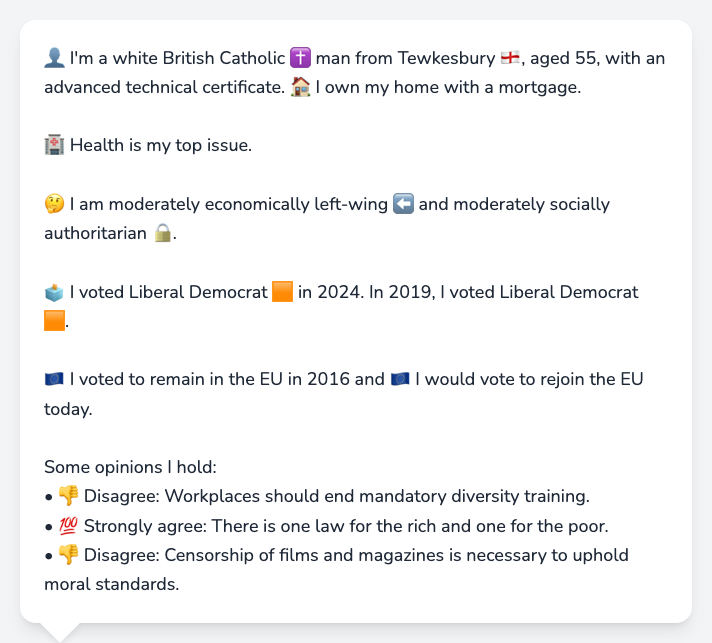 👤 I'm a white British Catholic ✝️ man from Tewkesbury 🏴󠁧󠁢󠁥󠁮󠁧󠁿, aged 55, with an
advanced technical certificate. 🏠 I own my home with a mortgage.
🏥 Health is my top issue.
🤔 I am moderately economically left-wing ⬅️ and moderately socially
authoritarian 🔒.
🗳️ I voted Liberal Democrat 🟧 in 2024. In 2019, I voted Liberal Democrat
🟧.
🇪🇺 I voted to remain in the EU in 2016 and 🇪🇺 I would vote to rejoin the EU
today.
Some opinions I hold:
• 👎 Disagree: Workplaces should end mandatory diversity training.
• 💯 Strongly agree: There is one law for the rich and one for the poor.
• 👎 Disagree: Censorship of films and magazines is necessary to uphold
moral standards.